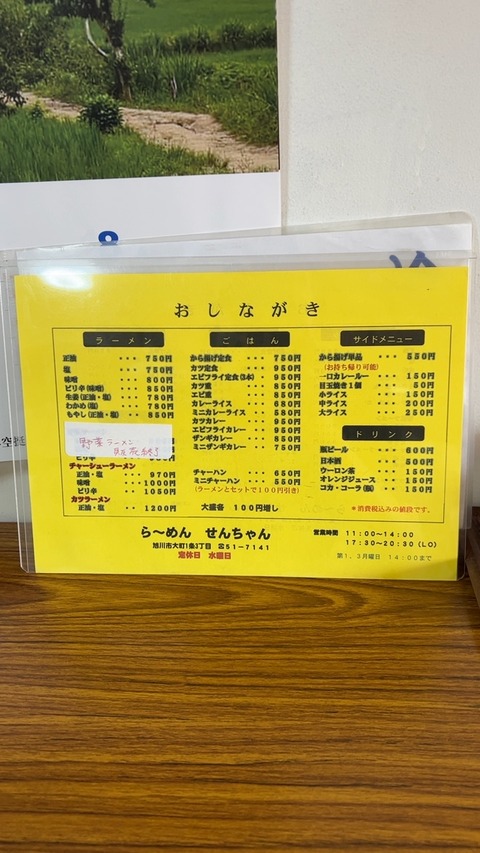 おしながき
ラーメン
正油 ・・・ 750円
塩 ・・・ 750円
味噌 ・・・ 800円
ピリ辛(味噌) ・・・ 850円
生姜(正油・塩) ・・・ 780円
わかめ(塩) ・・・ 780円
もやし(正油・塩) ・・・ 850円
野菜ラーメン
ピリ辛
チャーシューラーメン
正油・塩 ・・・ 970円
味噌 ・・・ 1000円
ピリ辛 ・・・ 1050円
カツラーメン
正油・塩 ・・ 1200円
ごはん
から揚げ定食 ・・・ 750円
カツ定食 ・・・ 950円
エビフライ定食(3本) ・・ 950円
カツ重 ・・・ 850円
エビ重 ・・・ 850円
カレーライス ・・・ 680円
ミニカレーライス ・・・ 580円
カツカレー ・・・ 950円
エビフライカレー ・・・ 950円
ザンギカレー ・・・ 850円
ミニザンギカレー ・・・ 750円
チャーハン ・・・ 650円
ミニチャーハン ・・・ 550円
(ラーメンとセットで100円引き)
大盛各 100円増し
サイドメニュー
から揚げ単品 ・・・ 550円
(お持ち帰り可能)
一口カレールー ・・・ 150円
目玉焼き1個 ・・・ 50円
小ライス ・・・ 150円
中ライス ・・・ 200円
大ライス ・・・ 250円
ドリンク
瓶ビール ・・・ 600円
日本酒 ・・・ 500円
ウーロン茶 ・・・ 150円
オレンジジュース ・・・ 150円
コカ・コーラ(缶) ・・・ 150円
*消費税込みの値段です。
ら〜めん せんちゃん
旭川市大町1条3丁目 ☎51-7141
定休日 水曜日
営業時間 11:00〜14:00
17:30〜20:30(LO)
第1、3月曜日 14:00まで